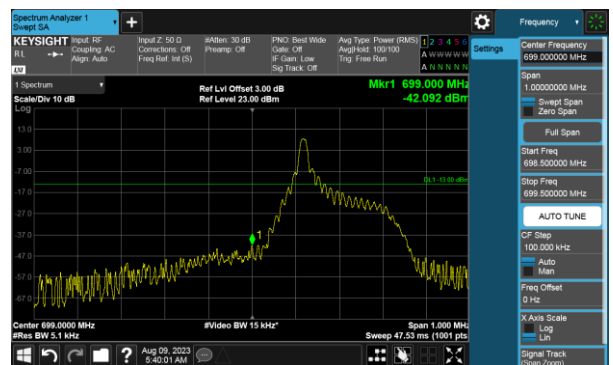 Spectrum Analyzer 1
Swept SA
+
Frequency
KEYSIGHT
RL
Input: RF
Coupling: AC
Align: Auto
Input Z: 50 Ω
Corrections: Off
Freq Ref: Int (S)
#Atten: 30 dB
Preamp: Off
PNO: Best Wide
Gate: Off
IF Gain: Low
Sig Track: Off
Avg Type: Power (RMS)
Avg|Hold: 100/100
Trig: Free Run
1 2 3 4 5 6
A W W W W W
A N N N N N
LXI
1 Spectrum
Scale/Div 10 dB
Log
Ref Lvl Offset 3.00 dB
Ref Level 23.00 dBm
Mkr1 699.000 MHz
-42.092 dBm
13.0
3.00
-7.00
-17.0
-27.0
-37.0
-47.0
-57.0
-67.0
DL1 -13.00 dBm
1
Center 699.0000 MHz
#Res BW 5.1 kHz
#Video BW 15 kHz*
Span 1.000 MHz
Sweep 47.53 ms (1001 pts
Aug 09, 2023
5:40:01 AM
?
Settings
Center Frequency
699.000000 MHz
Span
1.00000000 MHz
Swept Span
Zero Span
Full Span
Start Freq
698.500000 MHz
Stop Freq
699.500000 MHz
AUTO TUNE
CF Step
100.000 kHz
Auto
Man
Freq Offset
0 Hz
X Axis Scale
Log
Lin
Signal Track
(Span Zoom)